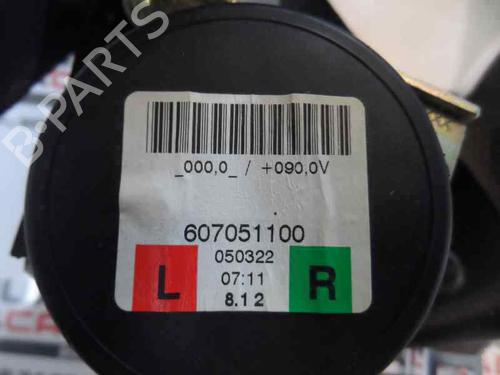 B-PARTS
_000,0_ / +090,0V
607051100
050322
L 07:11 R
8.12